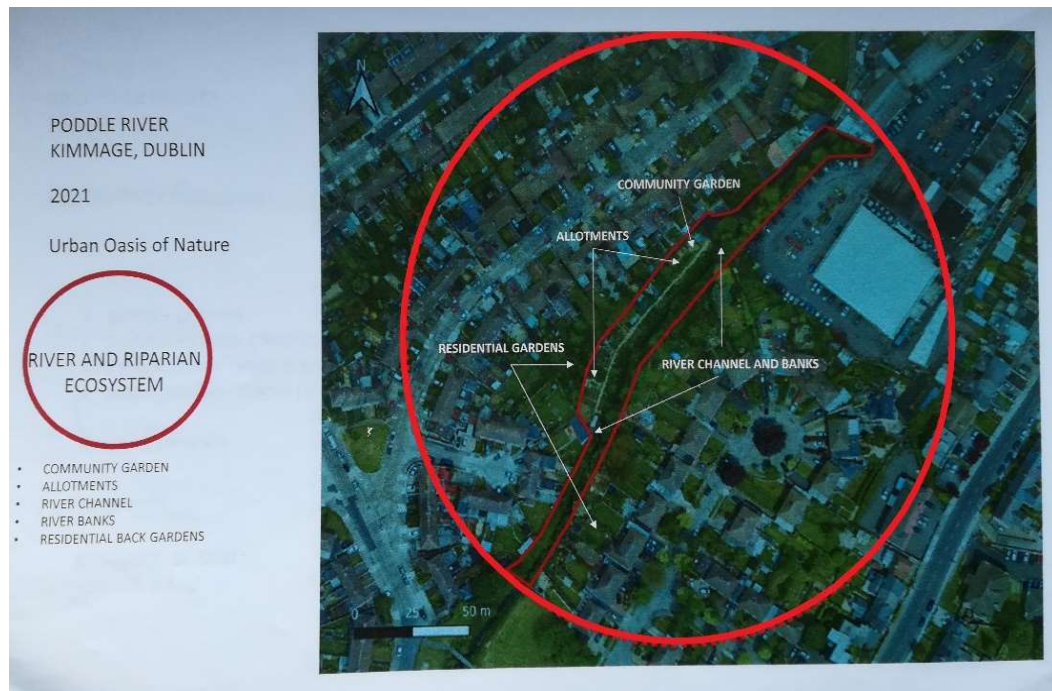 PODDLE RIVER
KIMMAGE, DUBLIN
2021
Urban Oasis of Nature
RIVER AND RIPARIAN
ECOSYSTEM
• COMMUNITY GARDEN
• ALLOTMENTS
• RIVER CHANNEL
• RIVER BANKS
• RESIDENTIAL BACK GARDENS
N
COMMUNITY GARDEN
ALLOTMENTS
RESIDENTIAL GARDENS
RIVER CHANNEL AND BANKS
0 25 50 m